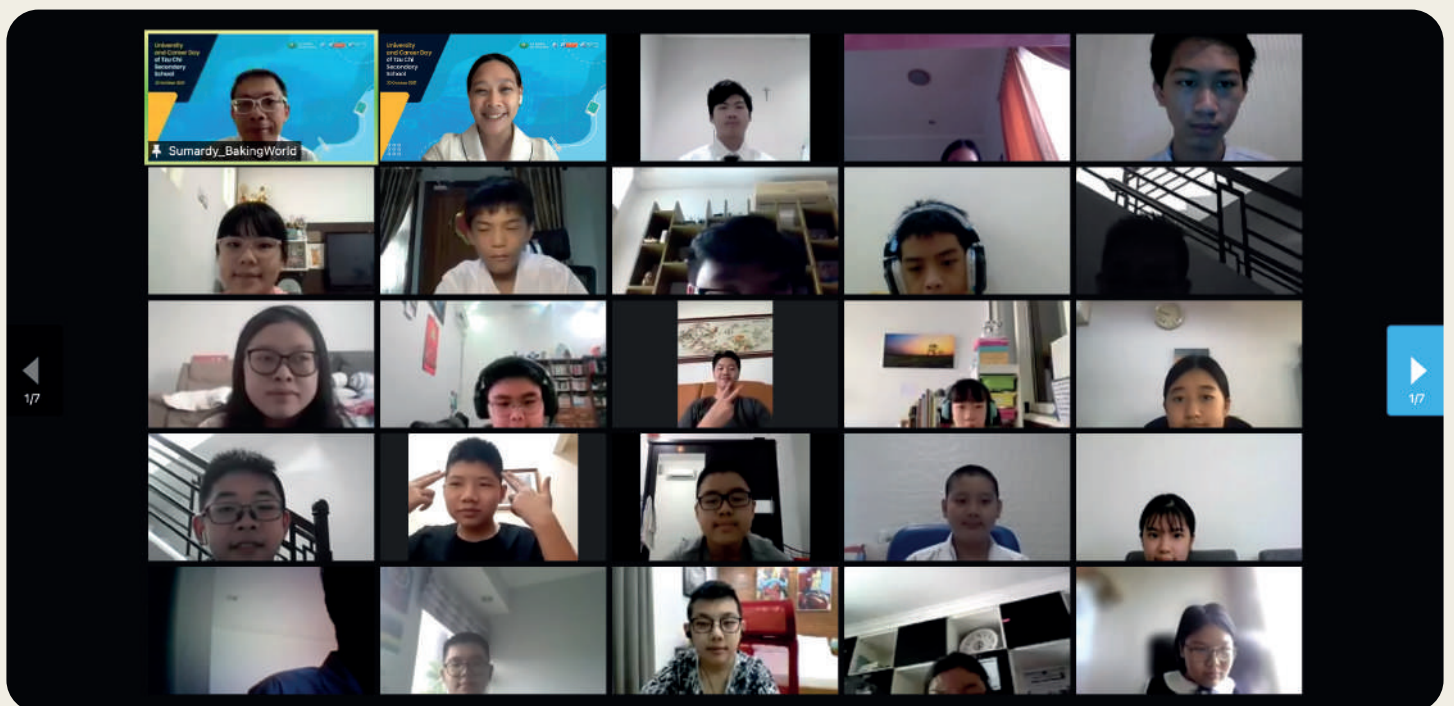 University
and Career Day
of Tzu Chi
Secondary
School
University
and Career Day
of Tzu Chi
Secondary
School
Sumardy_BakingWorld
1/7
1/7